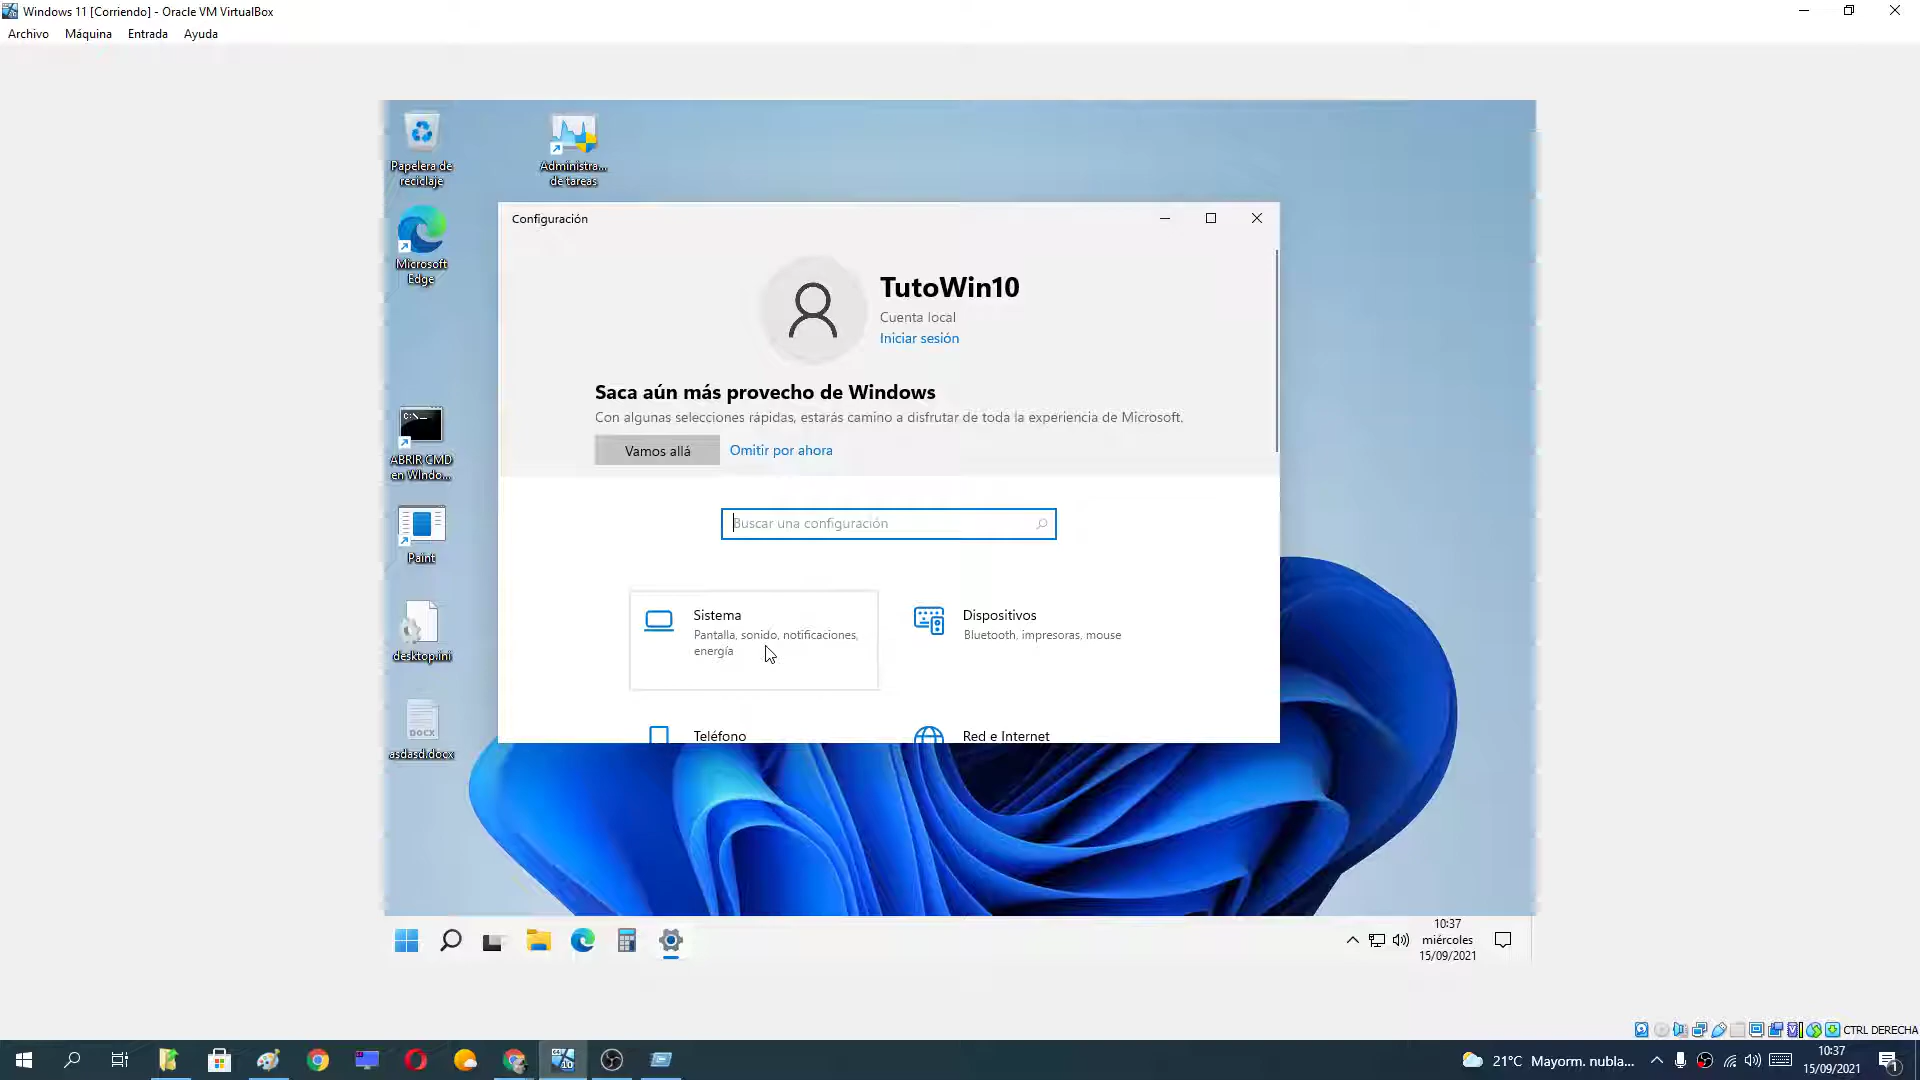 Windows 11 [Corriendo] - Oracle VM VirtualBox
Archivo Máquina Entrada Ayuda
Papelera de
reciclaje
Administra...
de tareas
Microsoft
Edge
ABRIR CMD
en WIndo...
Paint
desktop.ini
DOCX
asdasd.docx
Configuración
TutoWin10
Cuenta local
Iniciar sesión
Saca aún más provecho de Windows
Con algunas selecciones rápidas, estarás camino a disfrutar de toda la experiencia de Microsoft.
Vamos allá Omitir por ahora
Buscar una configuración
Sistema
Pantalla, sonido, notificaciones,
energía
Dispositivos
Bluetooth, impresoras, mouse
Teléfono
Red e Internet
10:37
miércoles
15/09/2021
CTRL DERECHA
21°C Mayorm. nubla...
10:37
15/09/2021
1